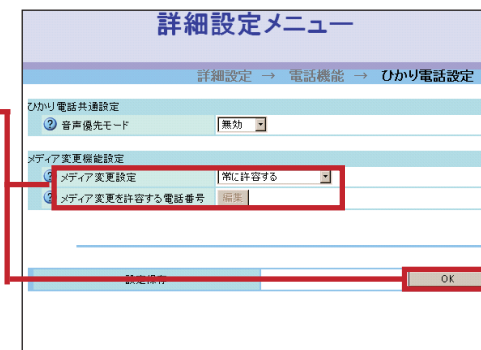 詳細設定メニュー
詳細設定 → 電話機能 → ひかり電話設定
ひかり電話共通設定
? 音声優先モード 無効
メディア変更機能設定
? メディア変更設定 常に許容する
? メディア変更を許容する電話番号 編集
設定保存 OK